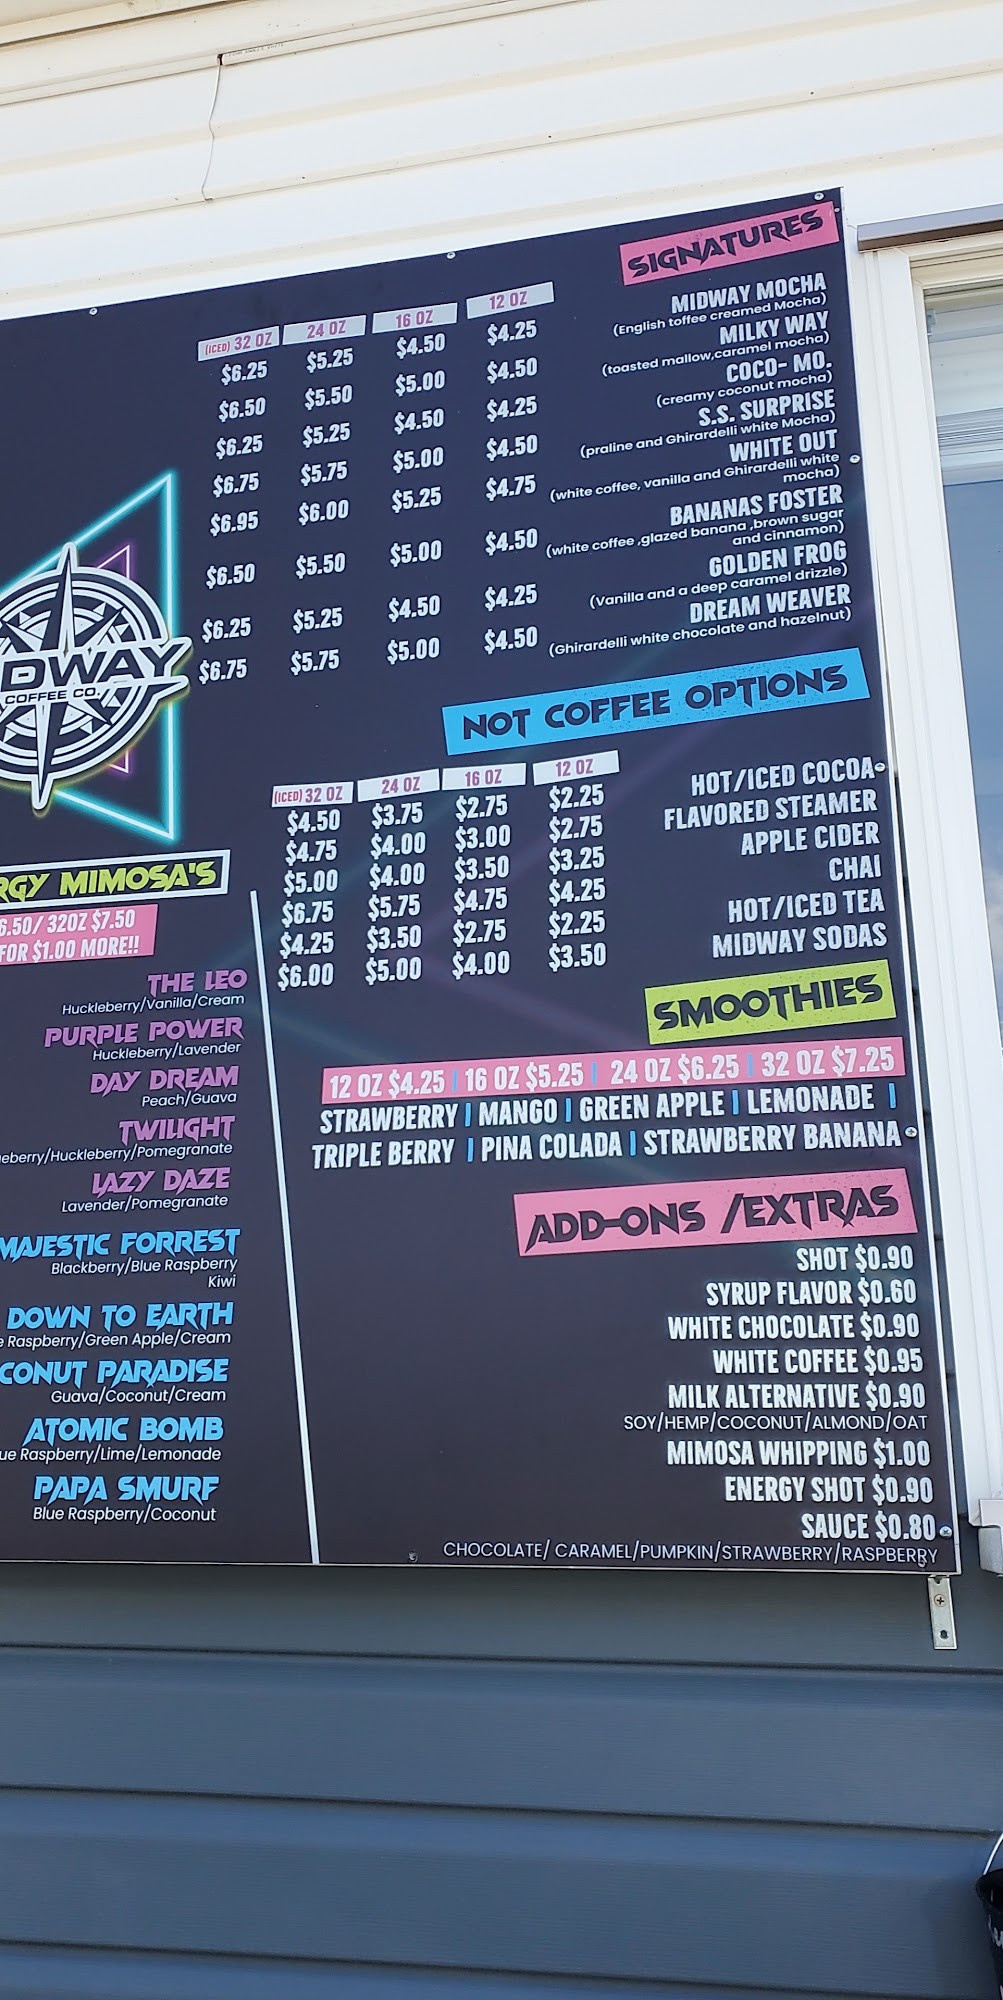 SIGNATURES
(ICED) 32 OZ 24 OZ 16 OZ 12 OZ
$6.25 $5.25 $4.50 $4.25 MIDWAY MOCHA
(English toffee creamed Mocha)
$6.50 $5.50 $5.00 $4.50 MILKY WAY
(toasted mallow,caramel mocha)
$6.25 $5.25 $4.50 $4.25 COCO- MO.
(creamy coconut mocha)
$6.75 $5.75 $5.00 $4.50 S.S. SURPRISE
(praline and Ghirardelli white Mocha)
$6.95 $6.00 $5.25 $4.75 WHITE OUT
(white coffee, vanilla and Ghirardelli white
mocha)
$6.50 $5.50 $5.00 $4.50 BANANAS FOSTER
(white coffee ,glazed banana ,brown sugar
and cinnamon)
$6.25 $5.25 $4.50 $4.25 GOLDEN FROG
(Vanilla and a deep caramel drizzle)
$6.75 $5.75 $5.00 $4.50 DREAM WEAVER
(Ghirardelli white chocolate and hazelnut)
DWAY
COFFEE CO.
NOT COFFEE OPTIONS
(ICED) 32 OZ 24 OZ 16 OZ 12 OZ
$4.50 $3.75 $2.75 $2.25 HOT/ICED COCOA
$4.75 $4.00 $3.00 $2.75 FLAVORED STEAMER
$5.00 $4.00 $3.50 $3.25 APPLE CIDER
$6.75 $5.75 $4.75 $4.25 CHAI
$4.25 $3.50 $2.75 $2.25 HOT/ICED TEA
$6.00 $5.00 $4.00 $3.50 MIDWAY SODAS
RGY MIMOSA'S
6.50/ 32OZ $7.50
FOR $1.00 MORE!!
THE LEO
Huckleberry/Vanilla/Cream
PURPLE POWER
Huckleberry/Lavender
DAY DREAM
Peach/Guava
TWILIGHT
eberry/Huckleberry/Pomegranate
LAZY DAZE
Lavender/Pomegranate
MAJESTIC FORREST
Blackberry/Blue Raspberry
Kiwi
DOWN TO EARTH
e Raspberry/Green Apple/Cream
CONUT PARADISE
Guava/Coconut/Cream
ATOMIC BOMB
ue Raspberry/Lime/Lemonade
PAPA SMURF
Blue Raspberry/Coconut
SMOOTHIES
12 OZ $4.25 | 16 OZ $5.25 | 24 OZ $6.25 | 32 OZ $7.25
STRAWBERRY | MANGO | GREEN APPLE | LEMONADE |
TRIPLE BERRY | PINA COLADA | STRAWBERRY BANANA
ADD-ONS /EXTRAS
SHOT $0.90
SYRUP FLAVOR $0.60
WHITE CHOCOLATE $0.90
WHITE COFFEE $0.95
MILK ALTERNATIVE $0.90
SOY/HEMP/COCONUT/ALMOND/OAT
MIMOSA WHIPPING $1.00
ENERGY SHOT $0.90
SAUCE $0.80
CHOCOLATE/ CARAMEL/PUMPKIN/STRAWBERRY/RASPBERRY